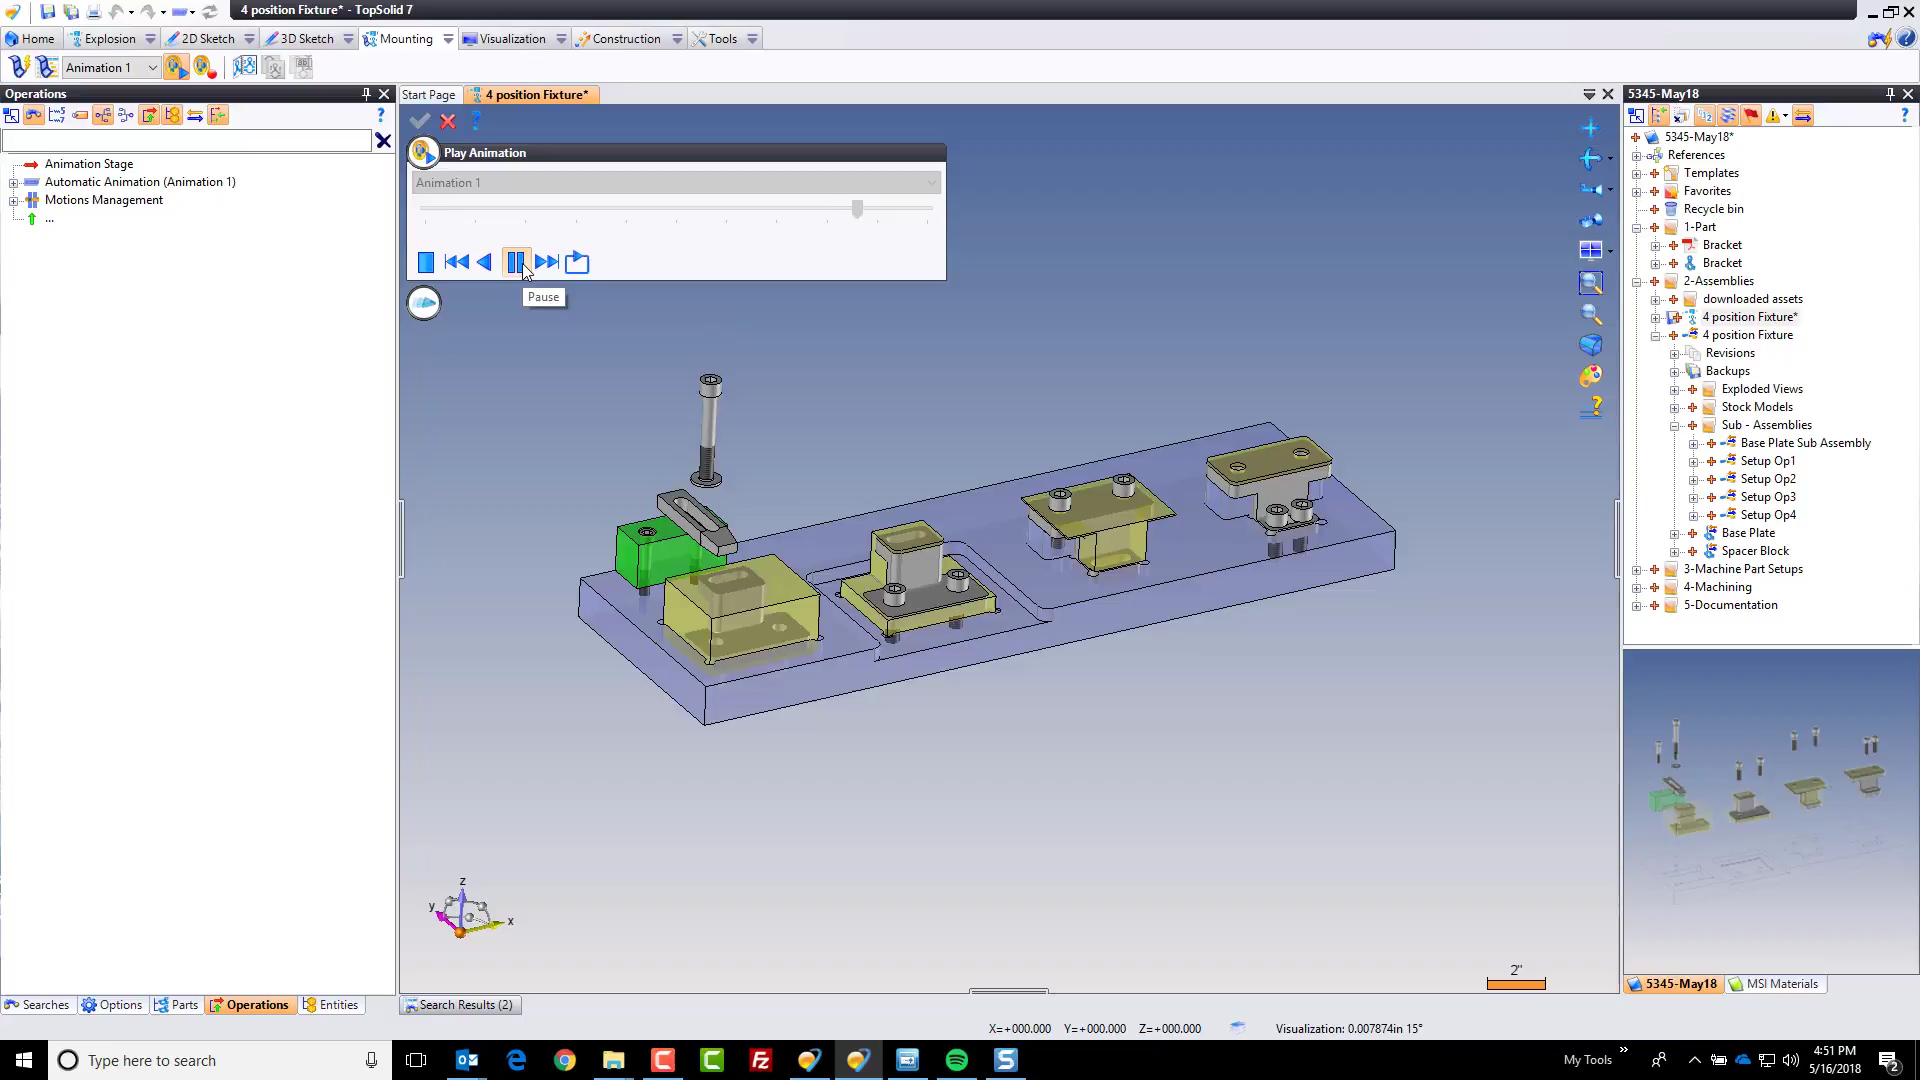 4 position Fixture* - TopSolid 7
Home Explosion 2D Sketch 3D Sketch Mounting Visualization Construction Tools
Animation 1
Operations
Start Page 4 position Fixture*
5345-May18
Play Animation
Animation 1
Pause
Animation Stage
Automatic Animation (Animation 1)
Motions Management
...
5345-May18*
References
Templates
Favorites
Recycle bin
1-Part
Bracket
Bracket
2-Assemblies
downloaded assets
4 position Fixture*
4 position Fixture
Revisions
Backups
Exploded Views
Stock Models
Sub - Assemblies
Base Plate Sub Assembly
Setup Op1
Setup Op2
Setup Op3
Setup Op4
Base Plate
Spacer Block
3-Machine Part Setups
4-Machining
5-Documentation
z
y
x
2"
5345-May18 MSI Materials
Searches Options Parts Operations Entities
Search Results (2)
X=+000.000 Y=+000.000 Z=+000.000 Visualization: 0.007874in 15°
Type here to search
My Tools
4:51 PM
5/16/2018
2